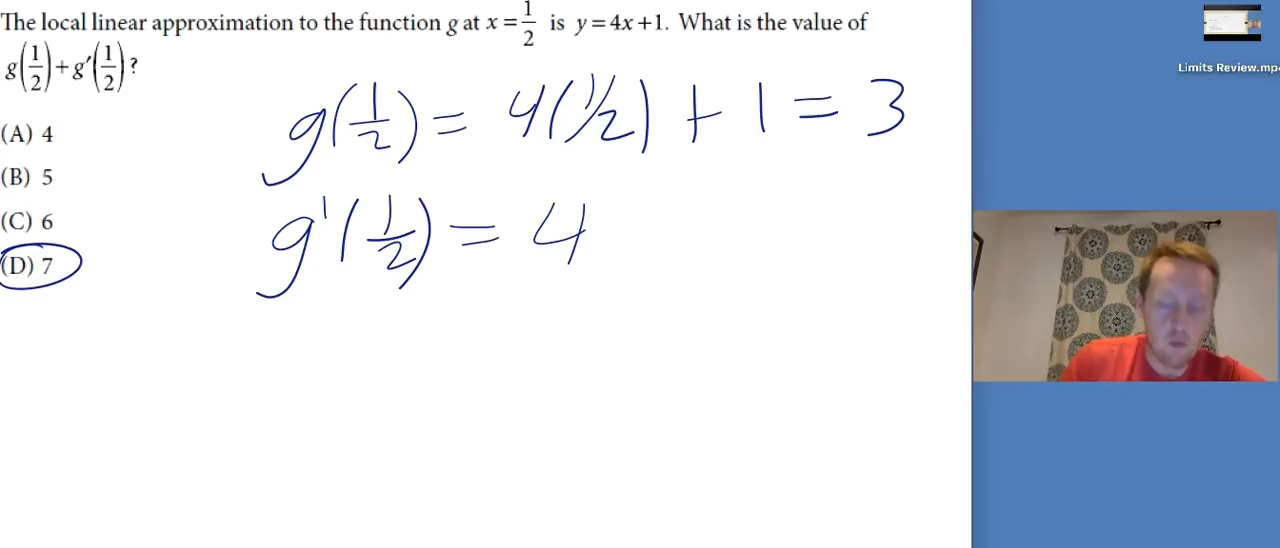 The local linear approximation to the function g at x = 1/2 is y = 4x + 1. What is the value of
g(1/2) + g′(1/2) ?
(A) 4
(B) 5
(C) 6
(D) 7
g(1/2) = 4(1/2) + 1 = 3
g'(1/2) = 4
Limits Review.mp4